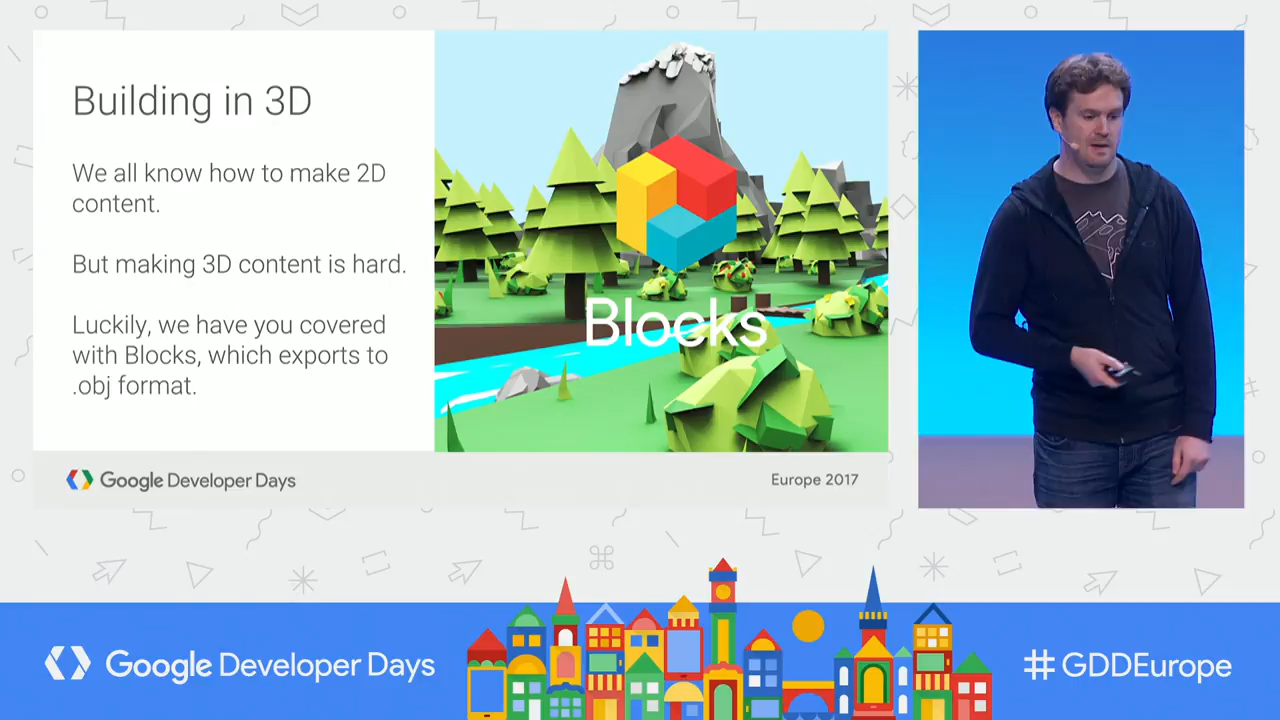 Building in 3D
We all know how to make 2D
content.
But making 3D content is hard.
Luckily, we have you covered
with Blocks, which exports to
.obj format.
Blocks
Google Developer Days
Europe 2017
Google Developer Days
#GDDEurope